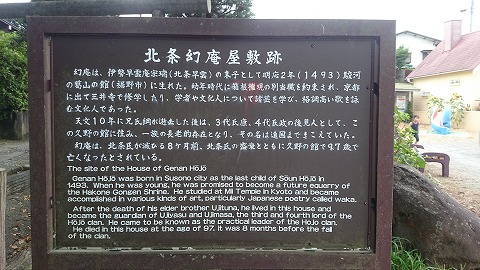 北条幻庵屋敷跡
幻庵は、伊勢早雲庵宗瑞(北条早雲)の末子として明応2年(1493)駿河
の葛山の館(裾野市)に生れた。幼年時代に箱根権現の別当職を約束され、京都
に出て三井寺で修学したり、学者や文化人について諸芸を学び、格調高い歌を詠
む文化人であった。
天文10年に兄氏綱が逝去した後は、3代氏康、4代氏政の後見人として、こ
の久野の館に住み、一族の長老的存在となり、その名は遠国まできこえていた。
幻庵は、北条氏が滅びる8ケ月前、北条氏の露盛とともに久野の館で97歳で
亡くなったとされている。
The site of the House of Genan Hōjō
Genan Hōjō was born in Susono city as the last child of Sōun Hōjō in
1493. When he was young, he was promised to become a future equerry of
the Hakone Gongen Shrine. He studied at Mii Temple in Kyoto and became
accomplished in various kinds of art, particularly Japanese poetry called waka.
After the death of his elder brother Ujituna, he lived in this house and
became the guardian of Ujiyasu and Ujimasa, the third and fourth lord of the
Hōjō clan. He came to be known as the practical leader of the Hōjō clan.
He died in this house at the age of 97. It was 8 months before the fall
of the clan.